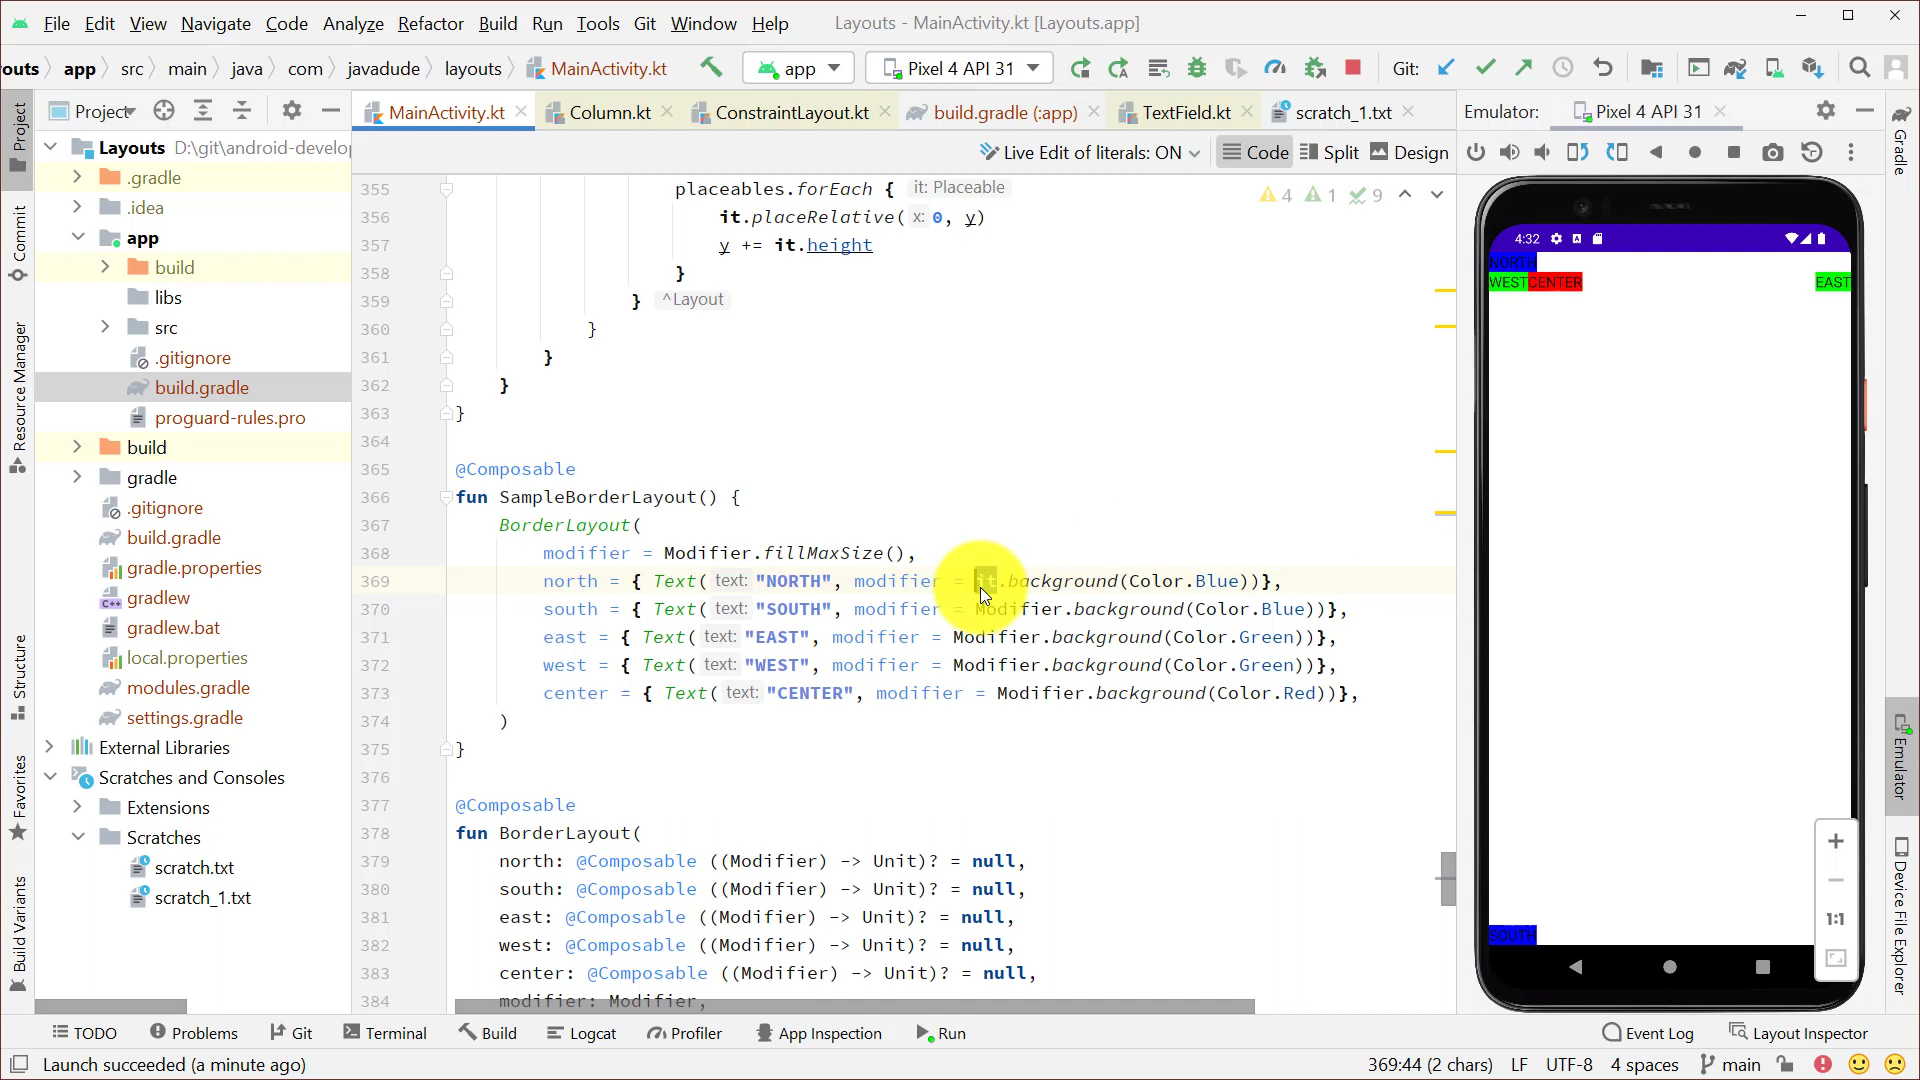 File Edit View Navigate Code Analyze Refactor Build Run Tools Git Window Help Layouts - MainActivity.kt [Layouts.app]
outs app src main java com javadude layouts MainActivity.kt app Pixel 4 API 31 Git:
Project MainActivity.kt Column.kt ConstraintLayout.kt build.gradle (:app) TextField.kt scratch_1.txt Emulator: Pixel 4 API 31
Live Edit of literals: ON Code Split Design
Project
Commit
Resource Manager
Structure
Favorites
Build Variants
Layouts D:\git\android-develo
.gradle
.idea
app
build
libs
src
.gitignore
build.gradle
proguard-rules.pro
build
gradle
.gitignore
build.gradle
gradle.properties
gradlew
gradlew.bat
local.properties
modules.gradle
settings.gradle
External Libraries
Scratches and Consoles
Extensions
Scratches
scratch.txt
scratch_1.txt
4 1 9
355 placeables.forEach { it: Placeable
356 it.placeRelative( x: 0, y)
357 y += it.height
358 }
359 } ^Layout
360 }
361 }
362 }
363 }
364
365 @Composable
366 fun SampleBorderLayout() {
367 BorderLayout(
368 modifier = Modifier.fillMaxSize(),
369 north = { Text( text: "NORTH", modifier = it.background(Color.Blue))},
370 south = { Text( text: "SOUTH", modifier = Modifier.background(Color.Blue))},
371 east = { Text( text: "EAST", modifier = Modifier.background(Color.Green))},
372 west = { Text( text: "WEST", modifier = Modifier.background(Color.Green))},
373 center = { Text( text: "CENTER", modifier = Modifier.background(Color.Red))},
374 )
375 }
376
377 @Composable
378 fun BorderLayout(
379 north: @Composable ((Modifier) -> Unit)? = null,
380 south: @Composable ((Modifier) -> Unit)? = null,
381 east: @Composable ((Modifier) -> Unit)? = null,
382 west: @Composable ((Modifier) -> Unit)? = null,
383 center: @Composable ((Modifier) -> Unit)? = null,
384 modifier: Modifier,
4:32
NORTH
WEST CENTER EAST
SOUTH
1:1
Gradle
Emulator
Device File Explorer
TODO Problems Git Terminal Build Logcat Profiler App Inspection Run Event Log Layout Inspector
Launch succeeded (a minute ago) 369:44 (2 chars) LF UTF-8 4 spaces main